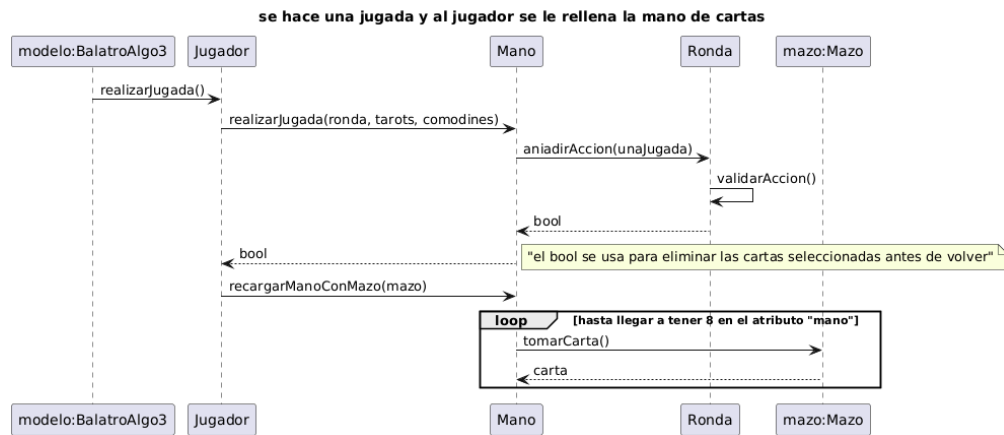 se hace una jugada y al jugador se le rellena la mano de cartas
modelo:BalatroAlgo3 Jugador Mano Ronda mazo:Mazo
realizarJugada()
realizarJugada(ronda, tarots, comodines)
aniadirAccion(unaJugada)
validarAccion()
bool
bool
"el bool se usa para eliminar las cartas seleccionadas antes de volver"
recargarManoConMazo(mazo)
loop [hasta llegar a tener 8 en el atributo "mano"]
tomarCarta()
carta
modelo:BalatroAlgo3 Jugador Mano Ronda mazo:Mazo